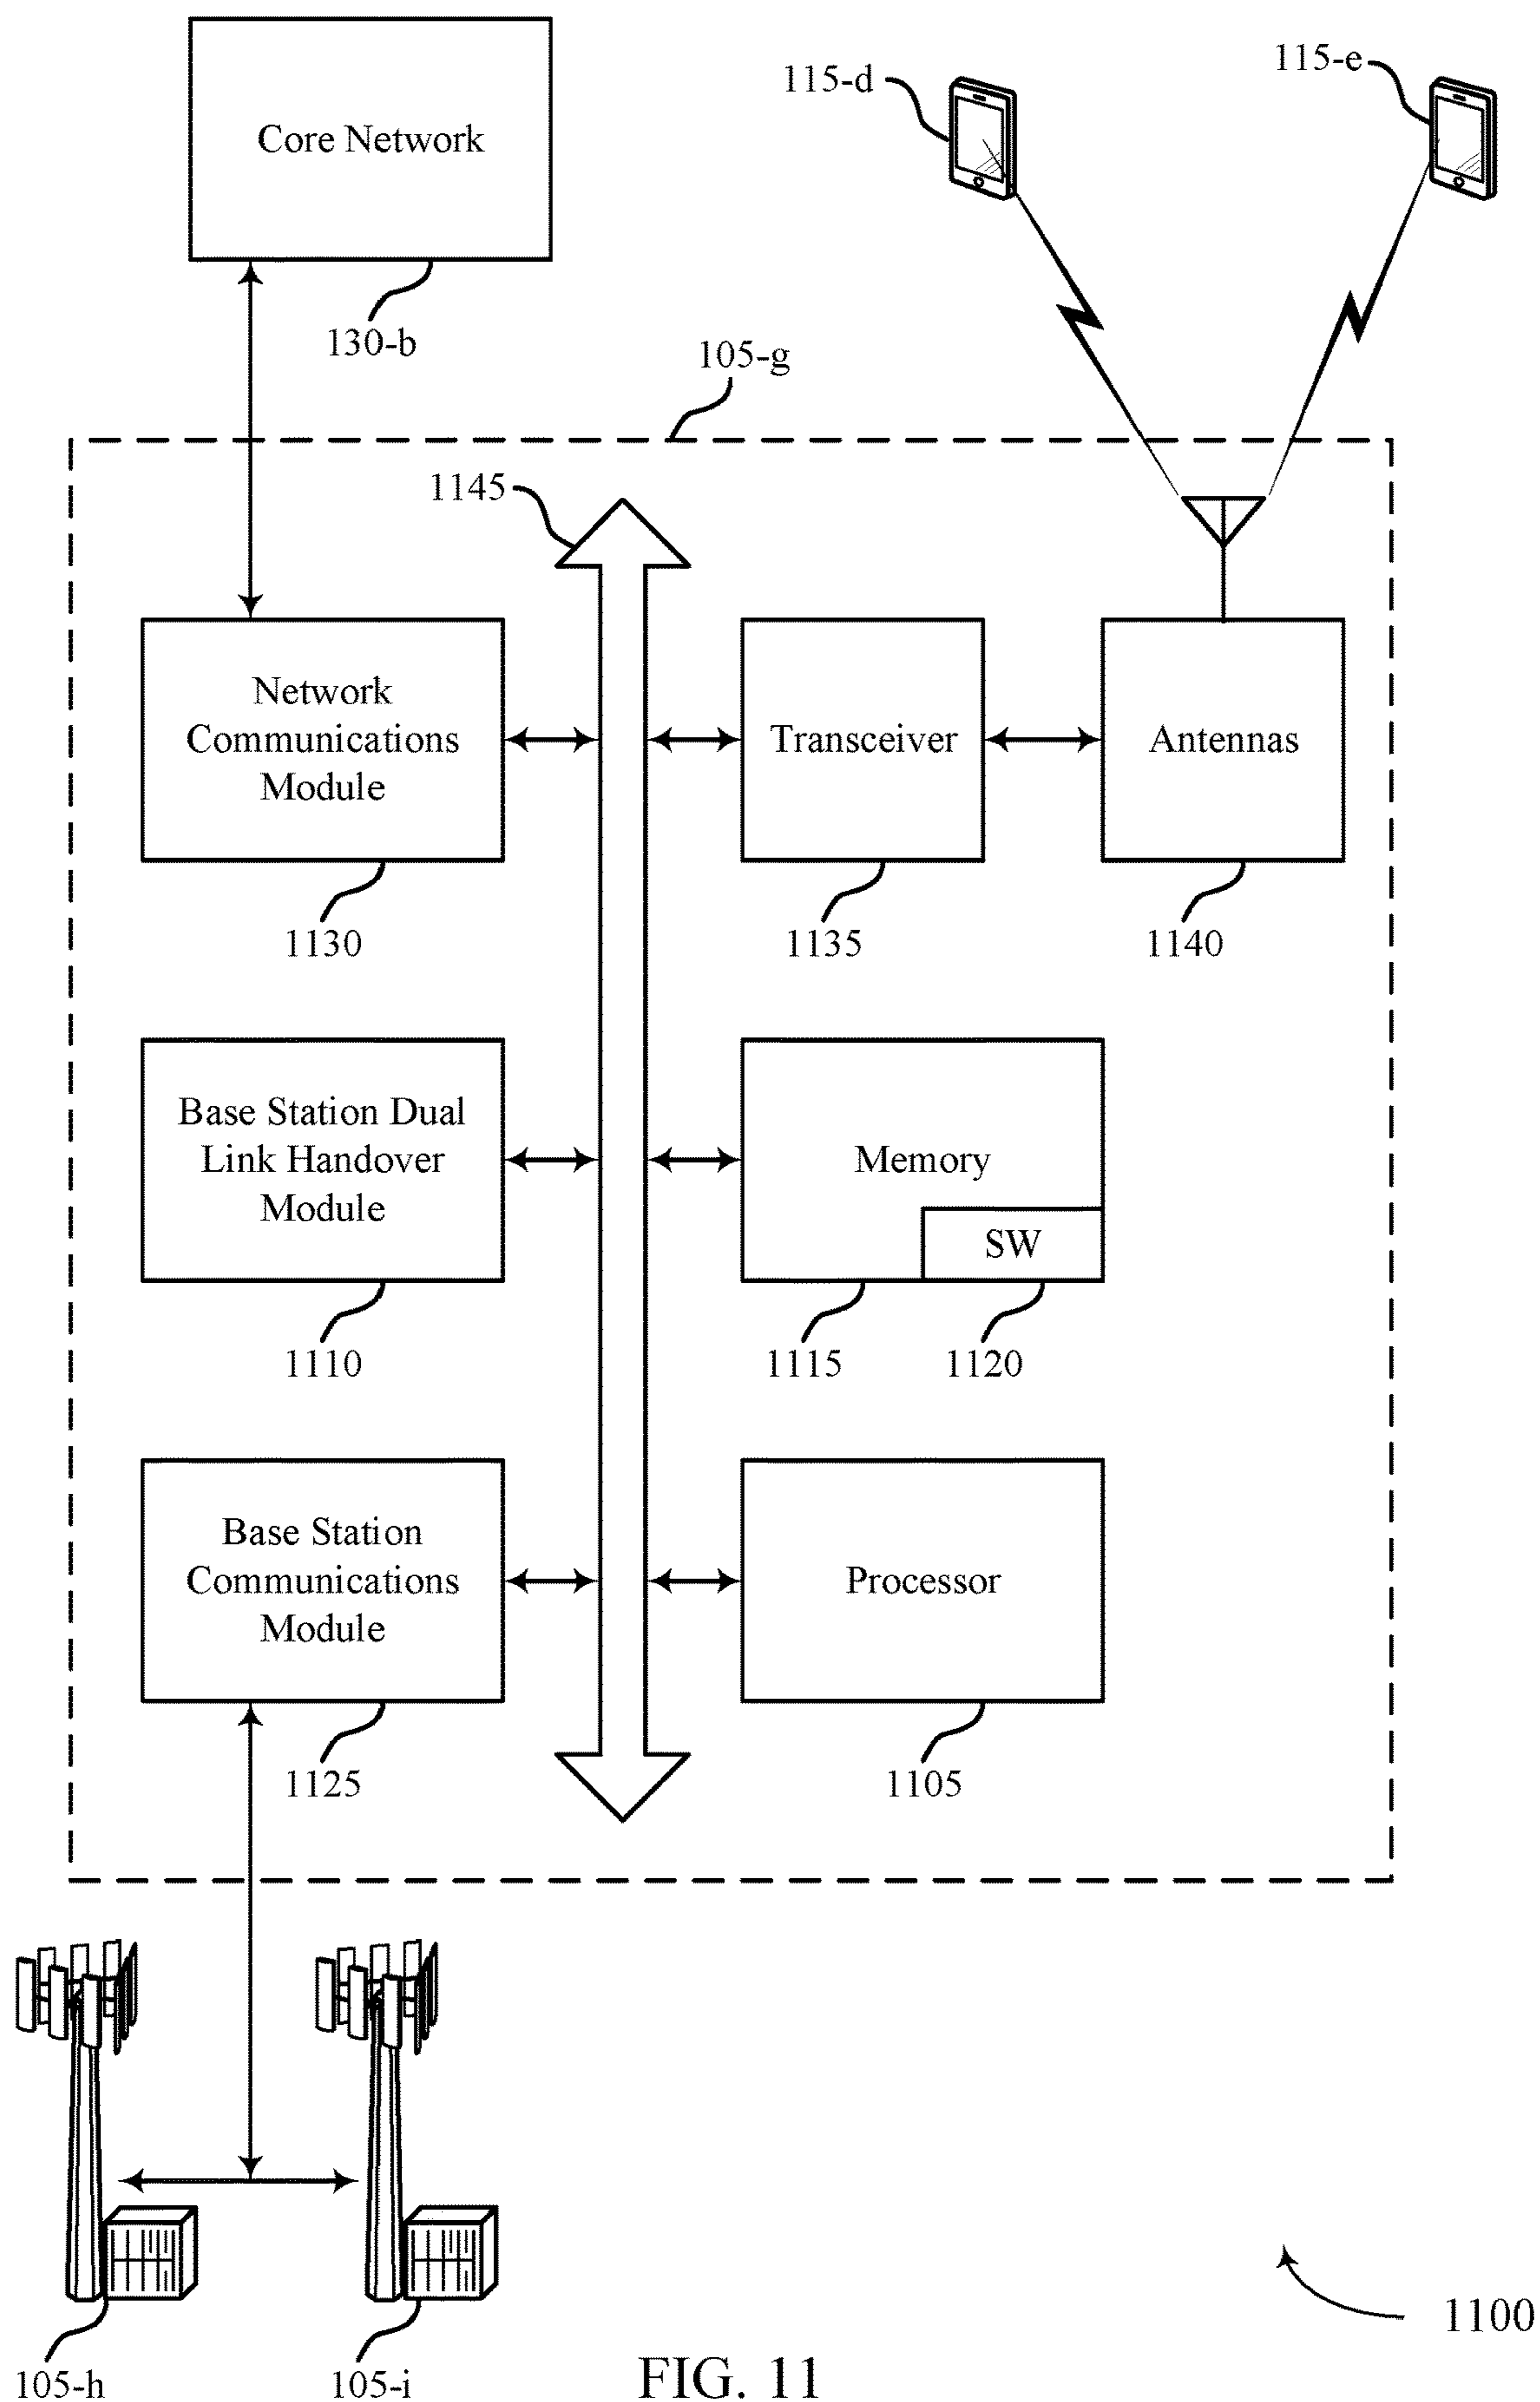 Core Network
130-b
115-d
115-e
105-g
1145
Network
Communications
Module
1130
Transceiver
1135
Antennas
1140
Base Station Dual
Link Handover
Module
1110
Memory
SW
1115
1120
Base Station
Communications
Module
1125
Processor
1105
105-h
105-i
1100
FIG. 11